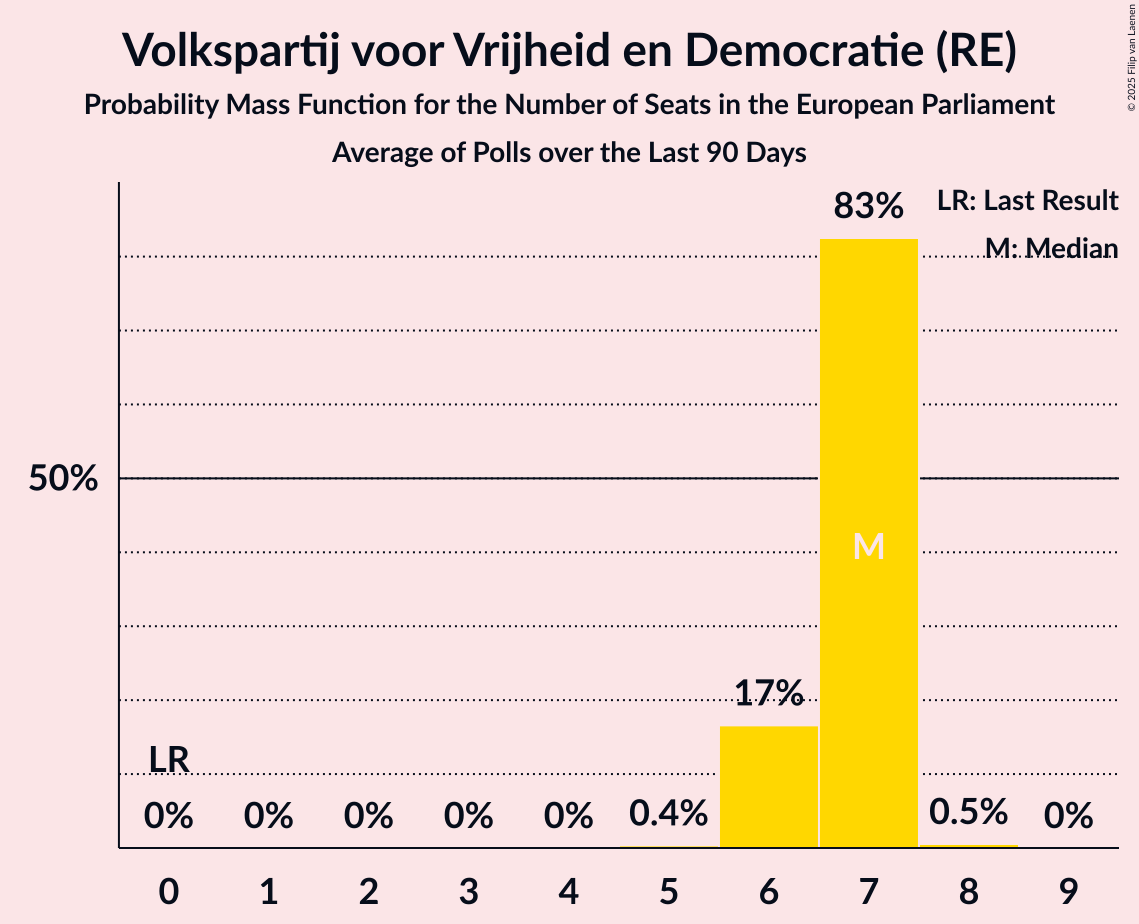 Volkspartij voor Vrijheid en Democratie (RE)
Probability Mass Function for the Number of Seats in the European Parliament
Average of Polls over the Last 90 Days
© 2025 Filip van Laenen
LR: Last Result
M: Median
83%
50%
M
17%
LR
0% 0% 0% 0% 0% 0.4% 0.5% 0%
0 1 2 3 4 5 6 7 8 9